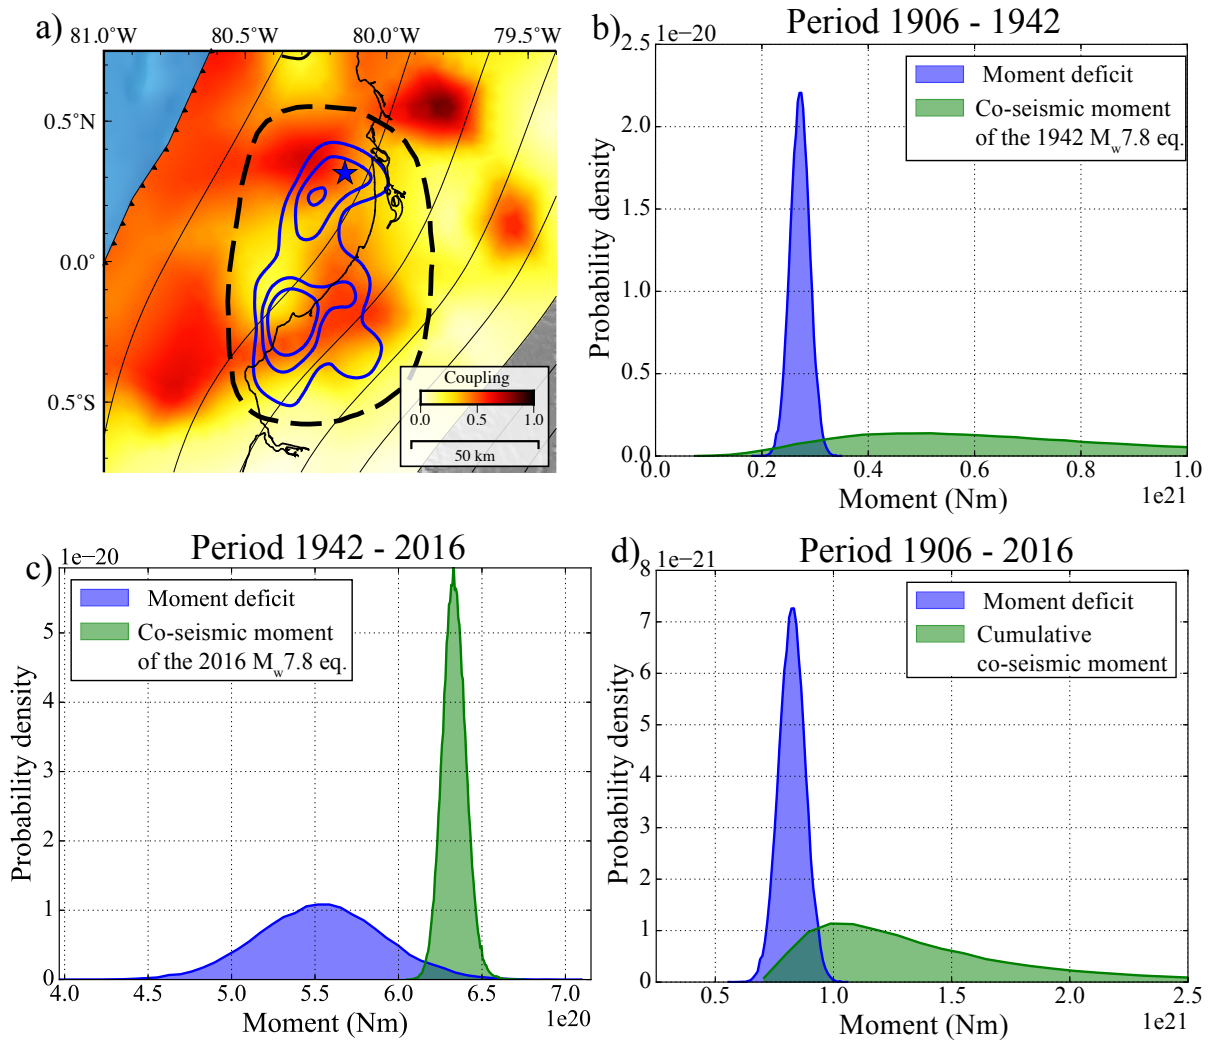 a)
81.0°W 80.5°W 80.0°W 79.5°W
0.5°N
0.0°
0.5°S
Coupling
0.0 0.5 1.0
50 km
b)
Period 1906 - 1942
1e−20
2.5
2.0
1.5
1.0
0.5
0.0
Probability density
Moment deficit
Co-seismic moment
of the 1942 Mw7.8 eq.
0.0 0.2 0.4 0.6 0.8 1.0
Moment (Nm)
1e21
c)
Period 1942 - 2016
1e−20
5
4
3
2
1
0
Probability density
Moment deficit
Co-seismic moment
of the 2016 Mw7.8 eq.
4.0 4.5 5.0 5.5 6.0 6.5 7.0
Moment (Nm)
1e20
d)
Period 1906 - 2016
1e−21
8
7
6
5
4
3
2
1
0
Probability density
Moment deficit
Cumulative
co-seismic moment
0.5 1.0 1.5 2.0 2.5
Moment (Nm)
1e21